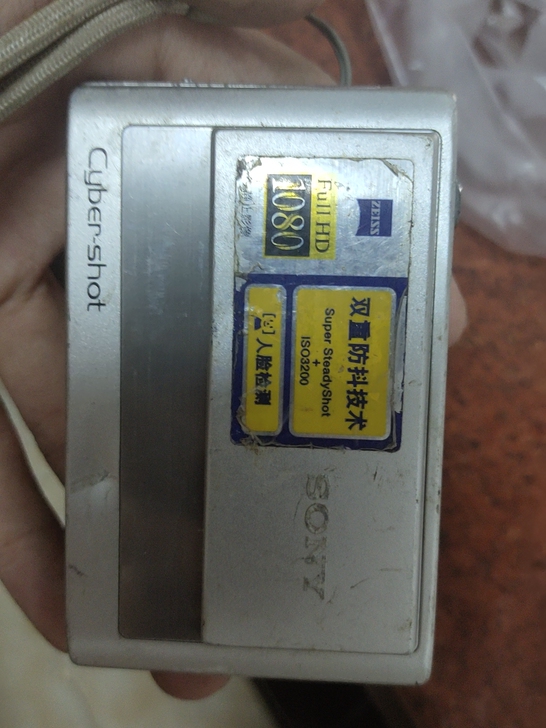 Cyber-shot
ZEISS
Full HD
1080
双重防抖技术
Super SteadyShot
+
ISO3200
人脸检测
SONY